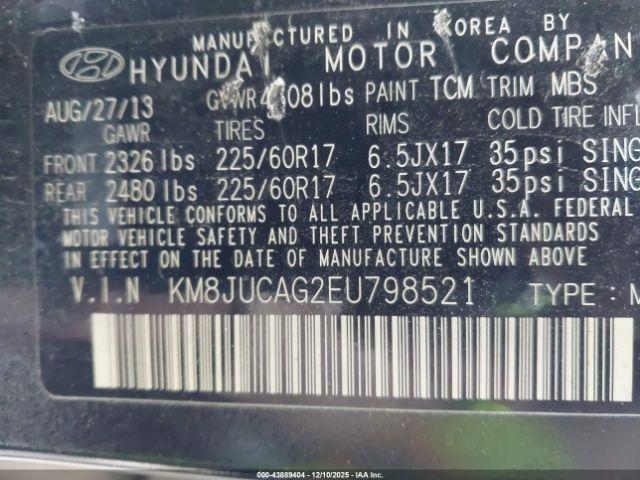 MANUFACTURED IN KOREA BY
HYUNDAI MOTOR COMPAN
AUG/27/13 GVWR 4608lbs PAINT TCM TRIM MBS
GAWR TIRES RIMS COLD TIRE INFL
FRONT 2326 lbs 225/60R17 6.5JX17 35psi SING
REAR 2480 lbs 225/60R17 6.5JX17 35psi SING
THIS VEHICLE CONFORMS TO ALL APPLICABLE U.S.A. FEDERAL
MOTOR VEHICLE SAFETY AND THEFT PREVENTION STANDARDS
IN EFFECT ON THE DATE OF MANUFACTURE SHOWN ABOVE
V.I.N KM8JUCAG2EU798521 TYPE : M
000-43889404 - 12/10/2025 - IAA Corp.